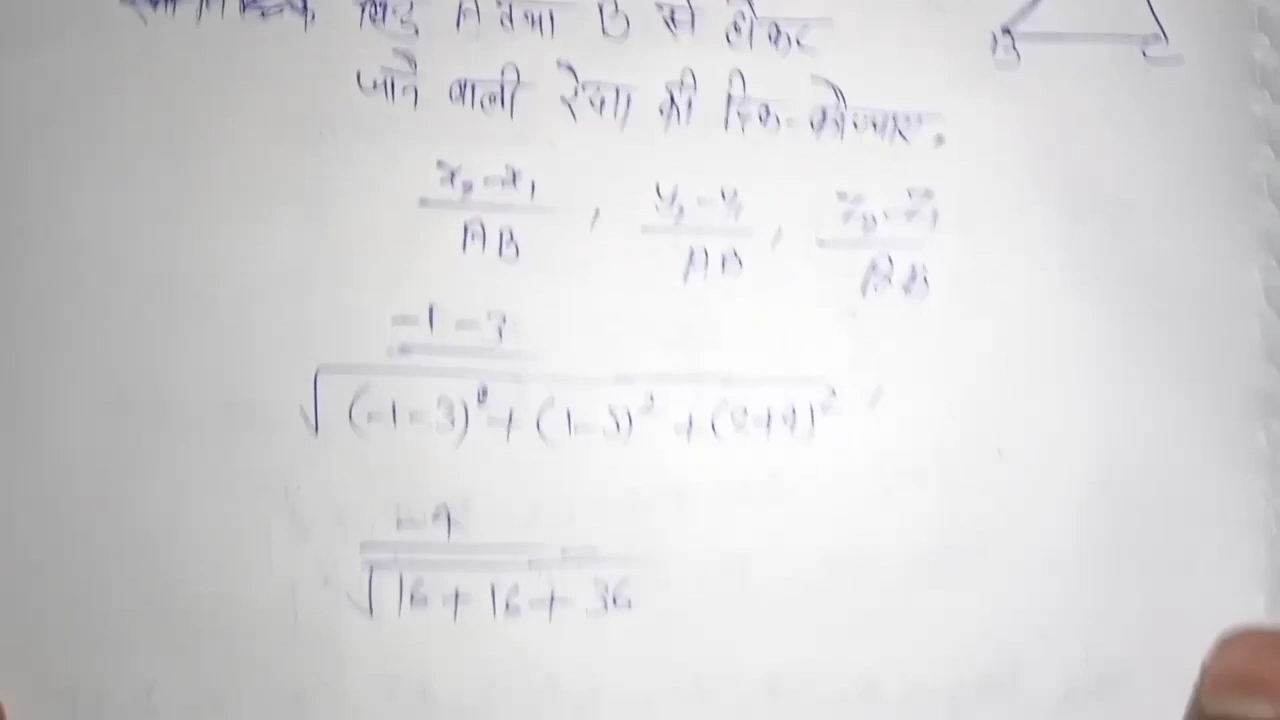 बिंदु A तथा B से होकर
B C
जाने वाली रेखा की दिक्-कोज्याए.
x₂-x₁/AB , y₂-y₁/AB , z₂-z₁/AB
-1-3
√(-1-3)²+(1-5)²+(2+4)² ,
-4
√16+16+36